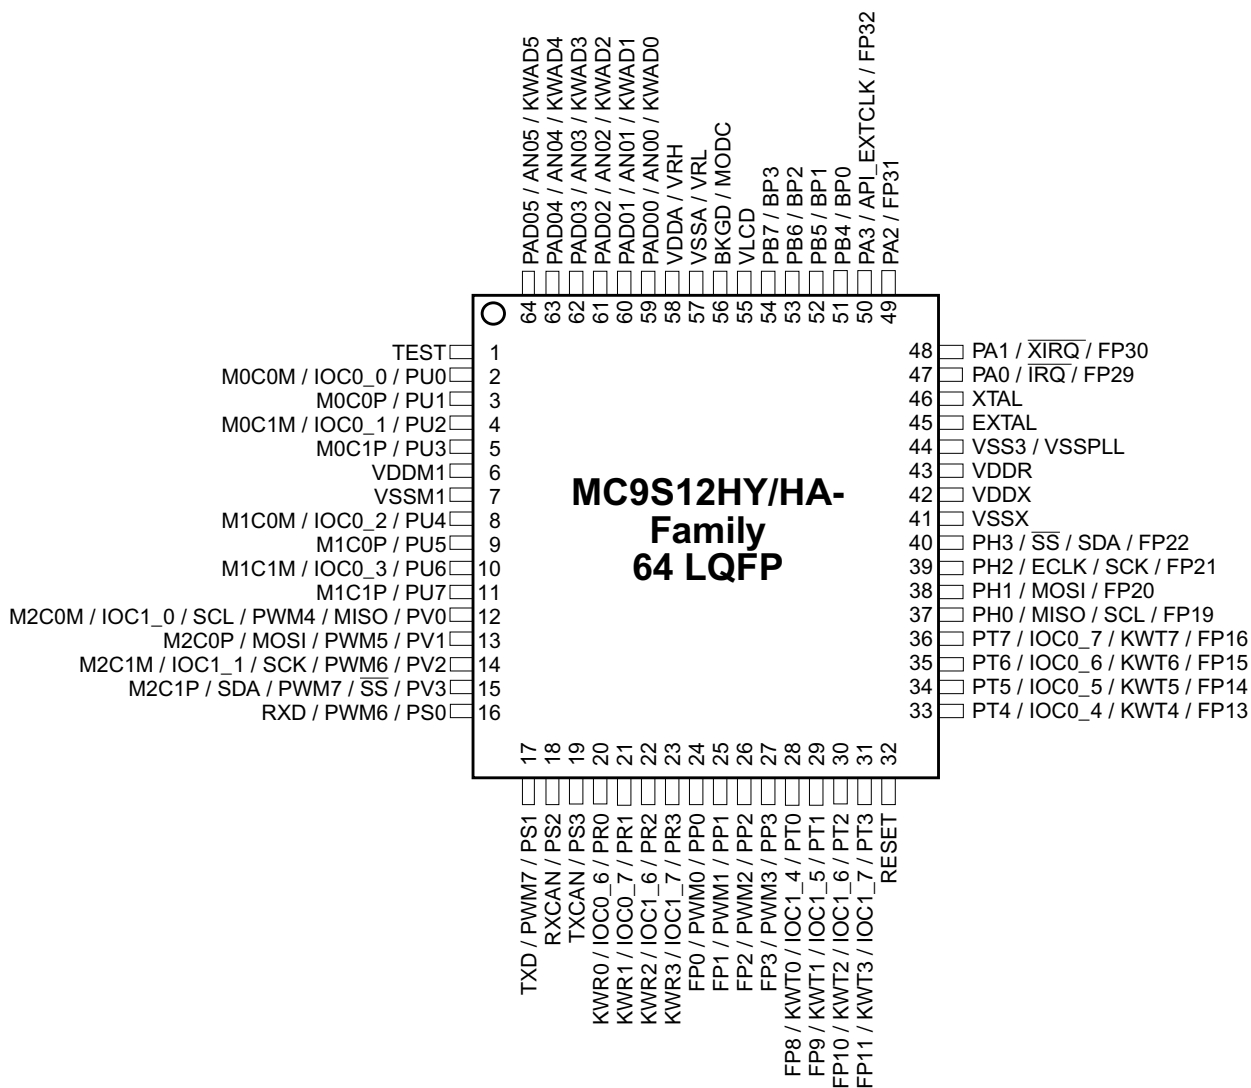 PAD05 / AN05 / KWAD5
PAD04 / AN04 / KWAD4
PAD03 / AN03 / KWAD3
PAD02 / AN02 / KWAD2
PAD01 / AN01 / KWAD1
PAD00 / AN00 / KWAD0
VDDA / VRH
VSSA / VRL
BKGD / MODC
VLCD
PB7 / BP3
PB6 / BP2
PB5 / BP1
PB4 / BP0
PA3 / API_EXTCLK / FP32
PA2 / FP31
64
63
62
61
60
59
58
57
56
55
54
53
52
51
50
49
TEST 1
M0C0M / IOC0_0 / PU0 2
M0C0P / PU1 3
M0C1M / IOC0_1 / PU2 4
M0C1P / PU3 5
VDDM1 6
VSSM1 7
M1C0M / IOC0_2 / PU4 8
M1C0P / PU5 9
M1C1M / IOC0_3 / PU6 10
M1C1P / PU7 11
M2C0M / IOC1_0 / SCL / PWM4 / MISO / PV0 12
M2C0P / MOSI / PWM5 / PV1 13
M2C1M / IOC1_1 / SCK / PWM6 / PV2 14
M2C1P / SDA / PWM7 / SS / PV3 15
RXD / PWM6 / PS0 16
MC9S12HY/HA-
Family
64 LQFP
48 PA1 / XIRQ / FP30
47 PA0 / IRQ / FP29
46 XTAL
45 EXTAL
44 VSS3 / VSSPLL
43 VDDR
42 VDDX
41 VSSX
40 PH3 / SS / SDA / FP22
39 PH2 / ECLK / SCK / FP21
38 PH1 / MOSI / FP20
37 PH0 / MISO / SCL / FP19
36 PT7 / IOC0_7 / KWT7 / FP16
35 PT6 / IOC0_6 / KWT6 / FP15
34 PT5 / IOC0_5 / KWT5 / FP14
33 PT4 / IOC0_4 / KWT4 / FP13
17
18
19
20
21
22
23
24
25
26
27
28
29
30
31
32
TXD / PWM7 / PS1
RXCAN / PS2
TXCAN / PS3
KWR0 / IOC0_6 / PR0
KWR1 / IOC0_7 / PR1
KWR2 / IOC1_6 / PR2
KWR3 / IOC1_7 / PR3
FP0 / PWM0 / PP0
FP1 / PWM1 / PP1
FP2 / PWM2 / PP2
FP3 / PWM3 / PP3
FP8 / KWT0 / IOC1_4 / PT0
FP9 / KWT1 / IOC1_5 / PT1
FP10 / KWT2 / IOC1_6 / PT2
FP11 / KWT3 / IOC1_7 / PT3
RESET